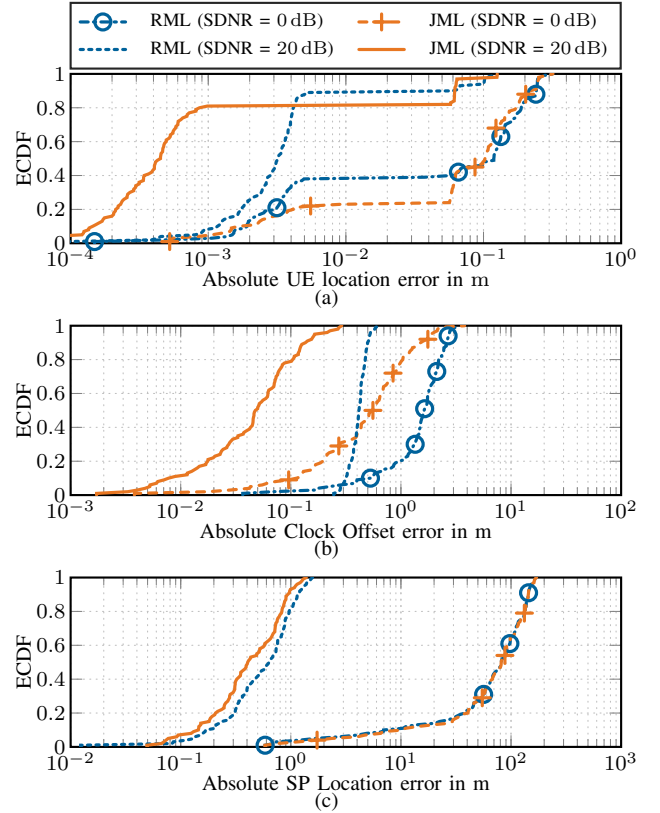 RML (SDNR = 0 dB) JML (SDNR = 0 dB)
RML (SDNR = 20 dB) JML (SDNR = 20 dB)
1
0.8
0.6
0.4
0.2
0
ECDF
10^-4 10^-3 10^-2 10^-1 10^0
Absolute UE location error in m
(a)
1
0.8
0.6
0.4
0.2
0
ECDF
10^-3 10^-2 10^-1 10^0 10^1 10^2
Absolute Clock Offset error in m
(b)
1
0.8
0.6
0.4
0.2
0
ECDF
10^-2 10^-1 10^0 10^1 10^2 10^3
Absolute SP Location error in m
(c)